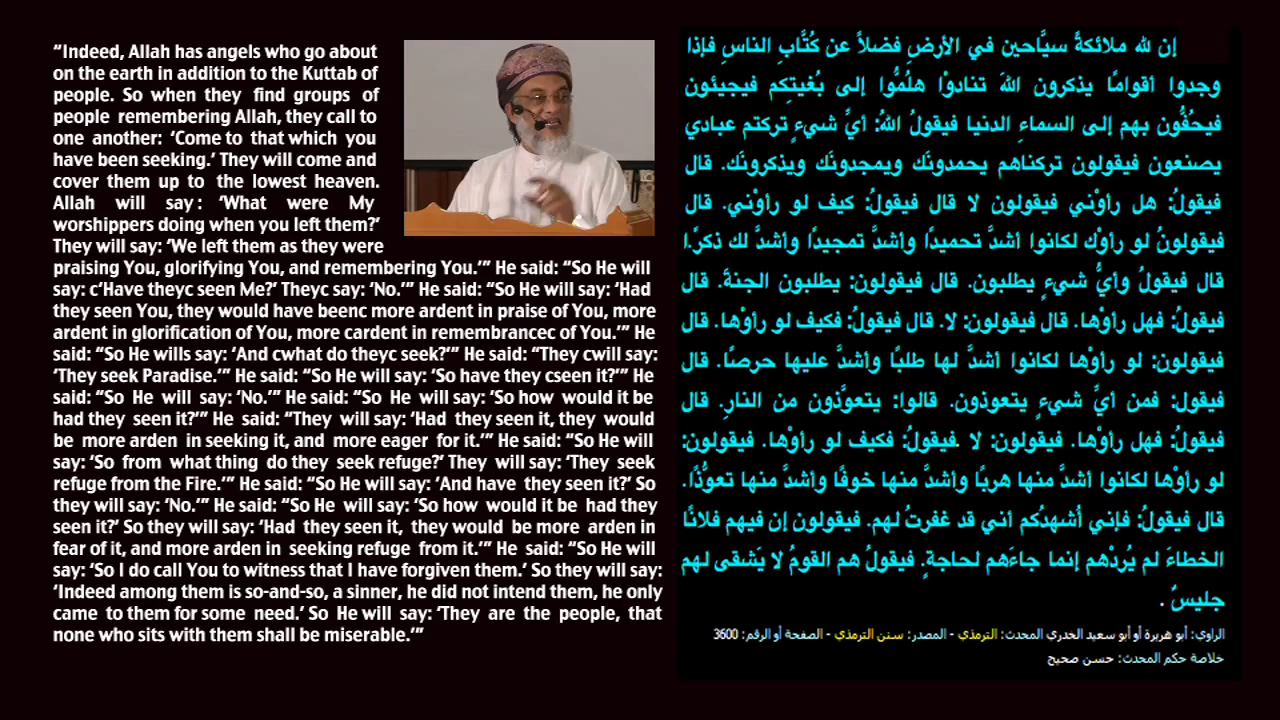 “Indeed, Allah has angels who go about
on the earth in addition to the Kuttab of
people. So when they find groups of
people remembering Allah, they call to
one another: ‘Come to that which you
have been seeking.’ They will come and
cover them up to the lowest heaven.
Allah will say: ‘What were My
worshippers doing when you left them?’
They will say: ‘We left them as they were
praising You, glorifying You, and remembering You.’” He said: “So He will
say: c‘Have theyc seen Me?’ Theyc say: ‘No.’” He said: “So He will say: ‘Had
they seen You, they would have beenc more ardent in praise of You, more
ardent in glorification of You, more cardent in remembrancec of You.’” He
said: “So He wills say: ‘And cwhat do theyc seek?’” He said: “They cwill say:
‘They seek Paradise.’” He said: “So He will say: ‘So have they cseen it?’” He
said: “So He will say: ‘No.’” He said: “So He will say: ‘So how would it be
had they seen it?’” He said: “They will say: ‘Had they seen it, they would
be more arden in seeking it, and more eager for it.’” He said: “So He will
say: ‘So from what thing do they seek refuge?’ They will say: ‘They seek
refuge from the Fire.’” He said: “So He will say: ‘And have they seen it?’ So
they will say: ‘No.’” He said: “So He will say: ‘So how would it be had they
seen it?’ So they will say: ‘Had they seen it, they would be more arden in
fear of it, and more arden in seeking refuge from it.’” He said: “So He will
say: ‘So I do call You to witness that I have forgiven them.’ So they will say:
‘Indeed among them is so-and-so, a sinner, he did not intend them, he only
came to them for some need.’ So He will say: ‘They are the people, that
none who sits with them shall be miserable.’”
إن لله ملائكةً سيَّاحين في الأرضِ فضلاً عن كُتَّابِ الناسِ فإذا
وجدوا أقوامًا يذكرون اللهَ تنادَوْا هلُمُّوا إلى بُغيتِكم فيجيئون
فيحُفُّون بهم إلى السماءِ الدنيا فيقولُ اللهُ: أيَّ شيءٍ تركتم عبادي
يصنعون فيقولون تركناهم يحمدونَك ويمجدونَك ويذكرونَك. قال
فيقولُ: هل رأَوْني فيقولون لا قال فيقولُ: كيف لو رأَوْني. قال
فيقولونُ لو رأَوْك لكانوا أشدَّ تحميدًا وأشدَّ تمجيدًا وأشدَّ لك ذكرًا.
قال فيقولُ وأيُّ شيءٍ يطلبون. قال فيقولون: يطلبون الجنةَ. قال
فيقولُ: فهل رأَوْها. قال فيقولون: لا. قال فيقولُ: فكيف لو رأَوْها. قال
فيقولون: لو رأَوْها لكانوا أشدَّ لها طلبًا وأشدَّ عليها حرصًا. قال
فيقولُ: فمن أيِّ شيءٍ يتعوذون. قالوا: يتعوَّذون من النارِ. قال
فيقولُ: فهل رأَوْها. فيقولون: لا .فيقولُ: فكيف لو رأَوْها. فيقولون:
لو رأَوْها لكانوا أشدَّ منها هربًا وأشدَّ منها خوفًا وأشدَّ منها تعوُّذًا.
قال فيقولُ: فإني أُشهدُكم أني قد غفرتُ لهم. فيقولون إن فيهم فلانًا
الخطاءَ لم يُردْهم إنما جاءَهم لحاجةٍ. فيقولُ هم القومُ لا يَشقى لهم
جليسٌ .
الراوي: أبو هريرة أو أبو سعيد الخدري المحدث: الترمذي - المصدر: سنن الترمذي - الصفحة أو الرقم: 3600
خلاصة حكم المحدث: حسن صحيح